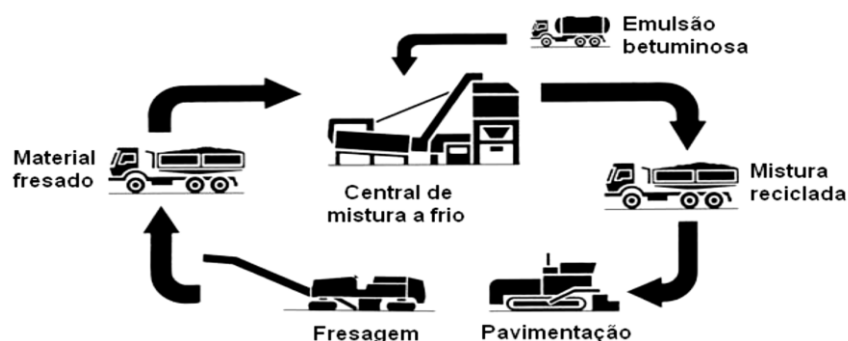 Emulsão
betuminosa
Material
fresado
Central de
mistura a frio
Mistura
reciclada
Fresagem
Pavimentação